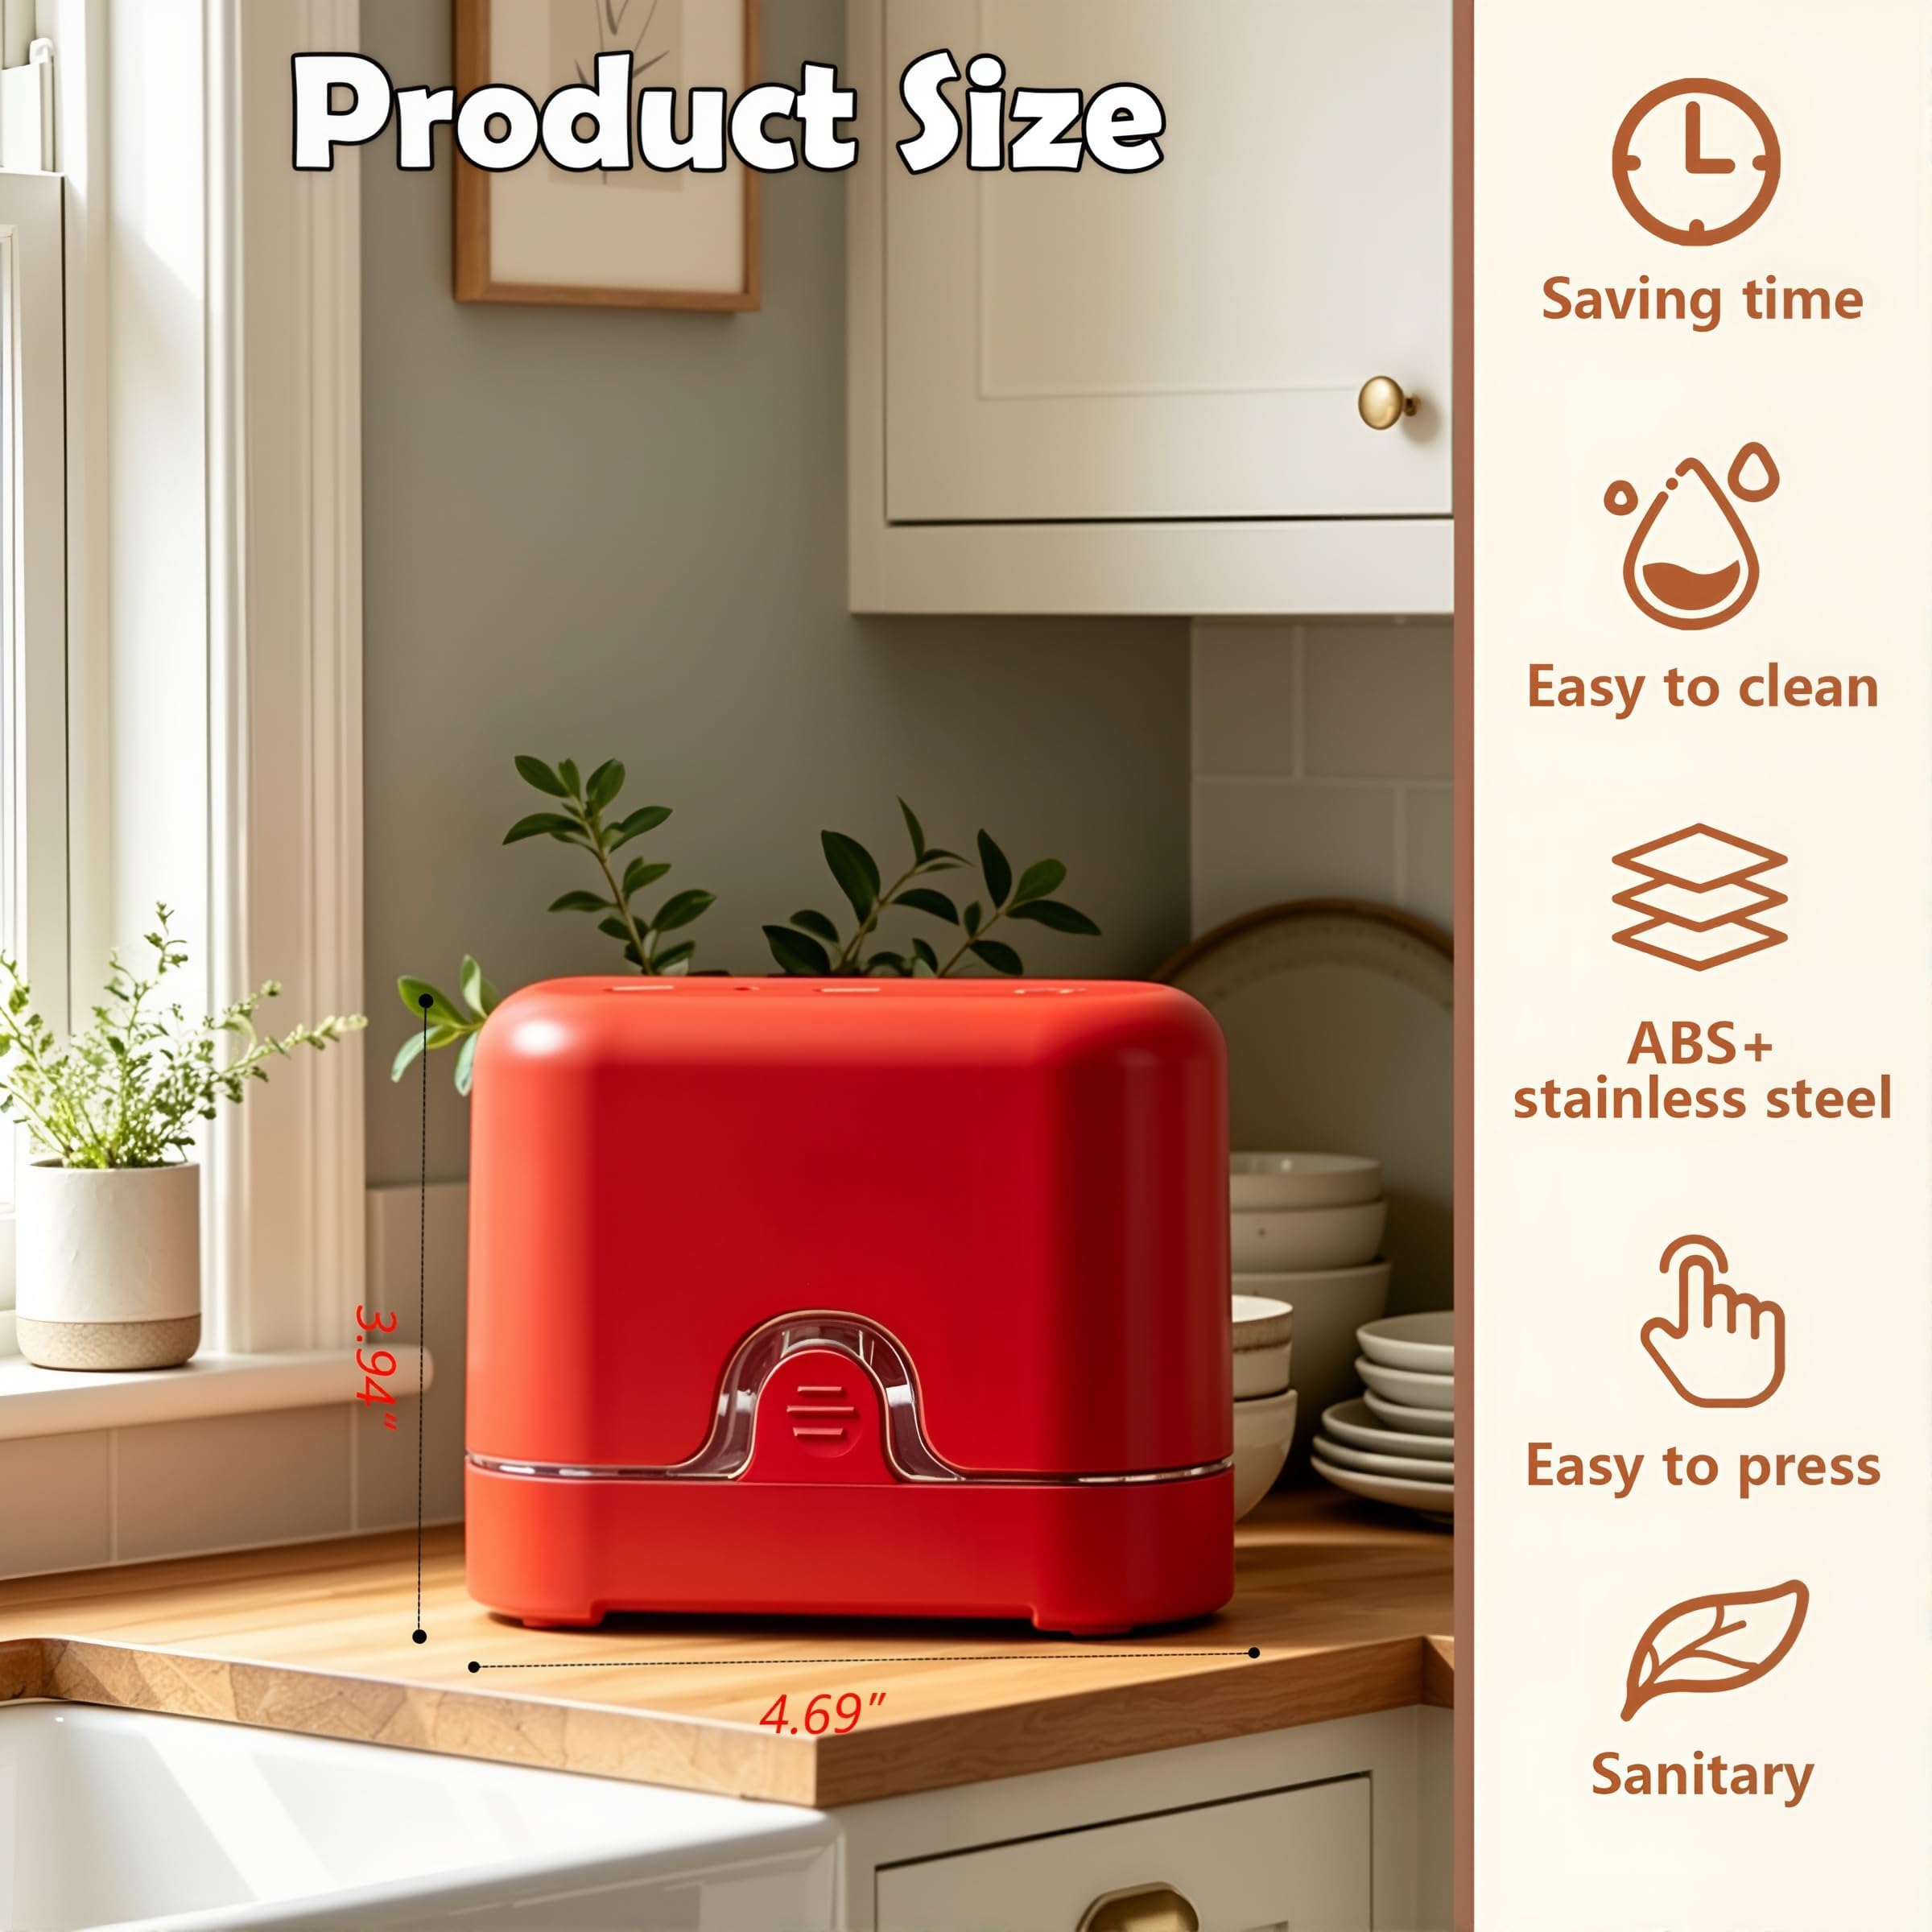 Product Size
3.94"
4.69"
Saving time
Easy to clean
ABS+
stainless steel
Easy to press
Sanitary